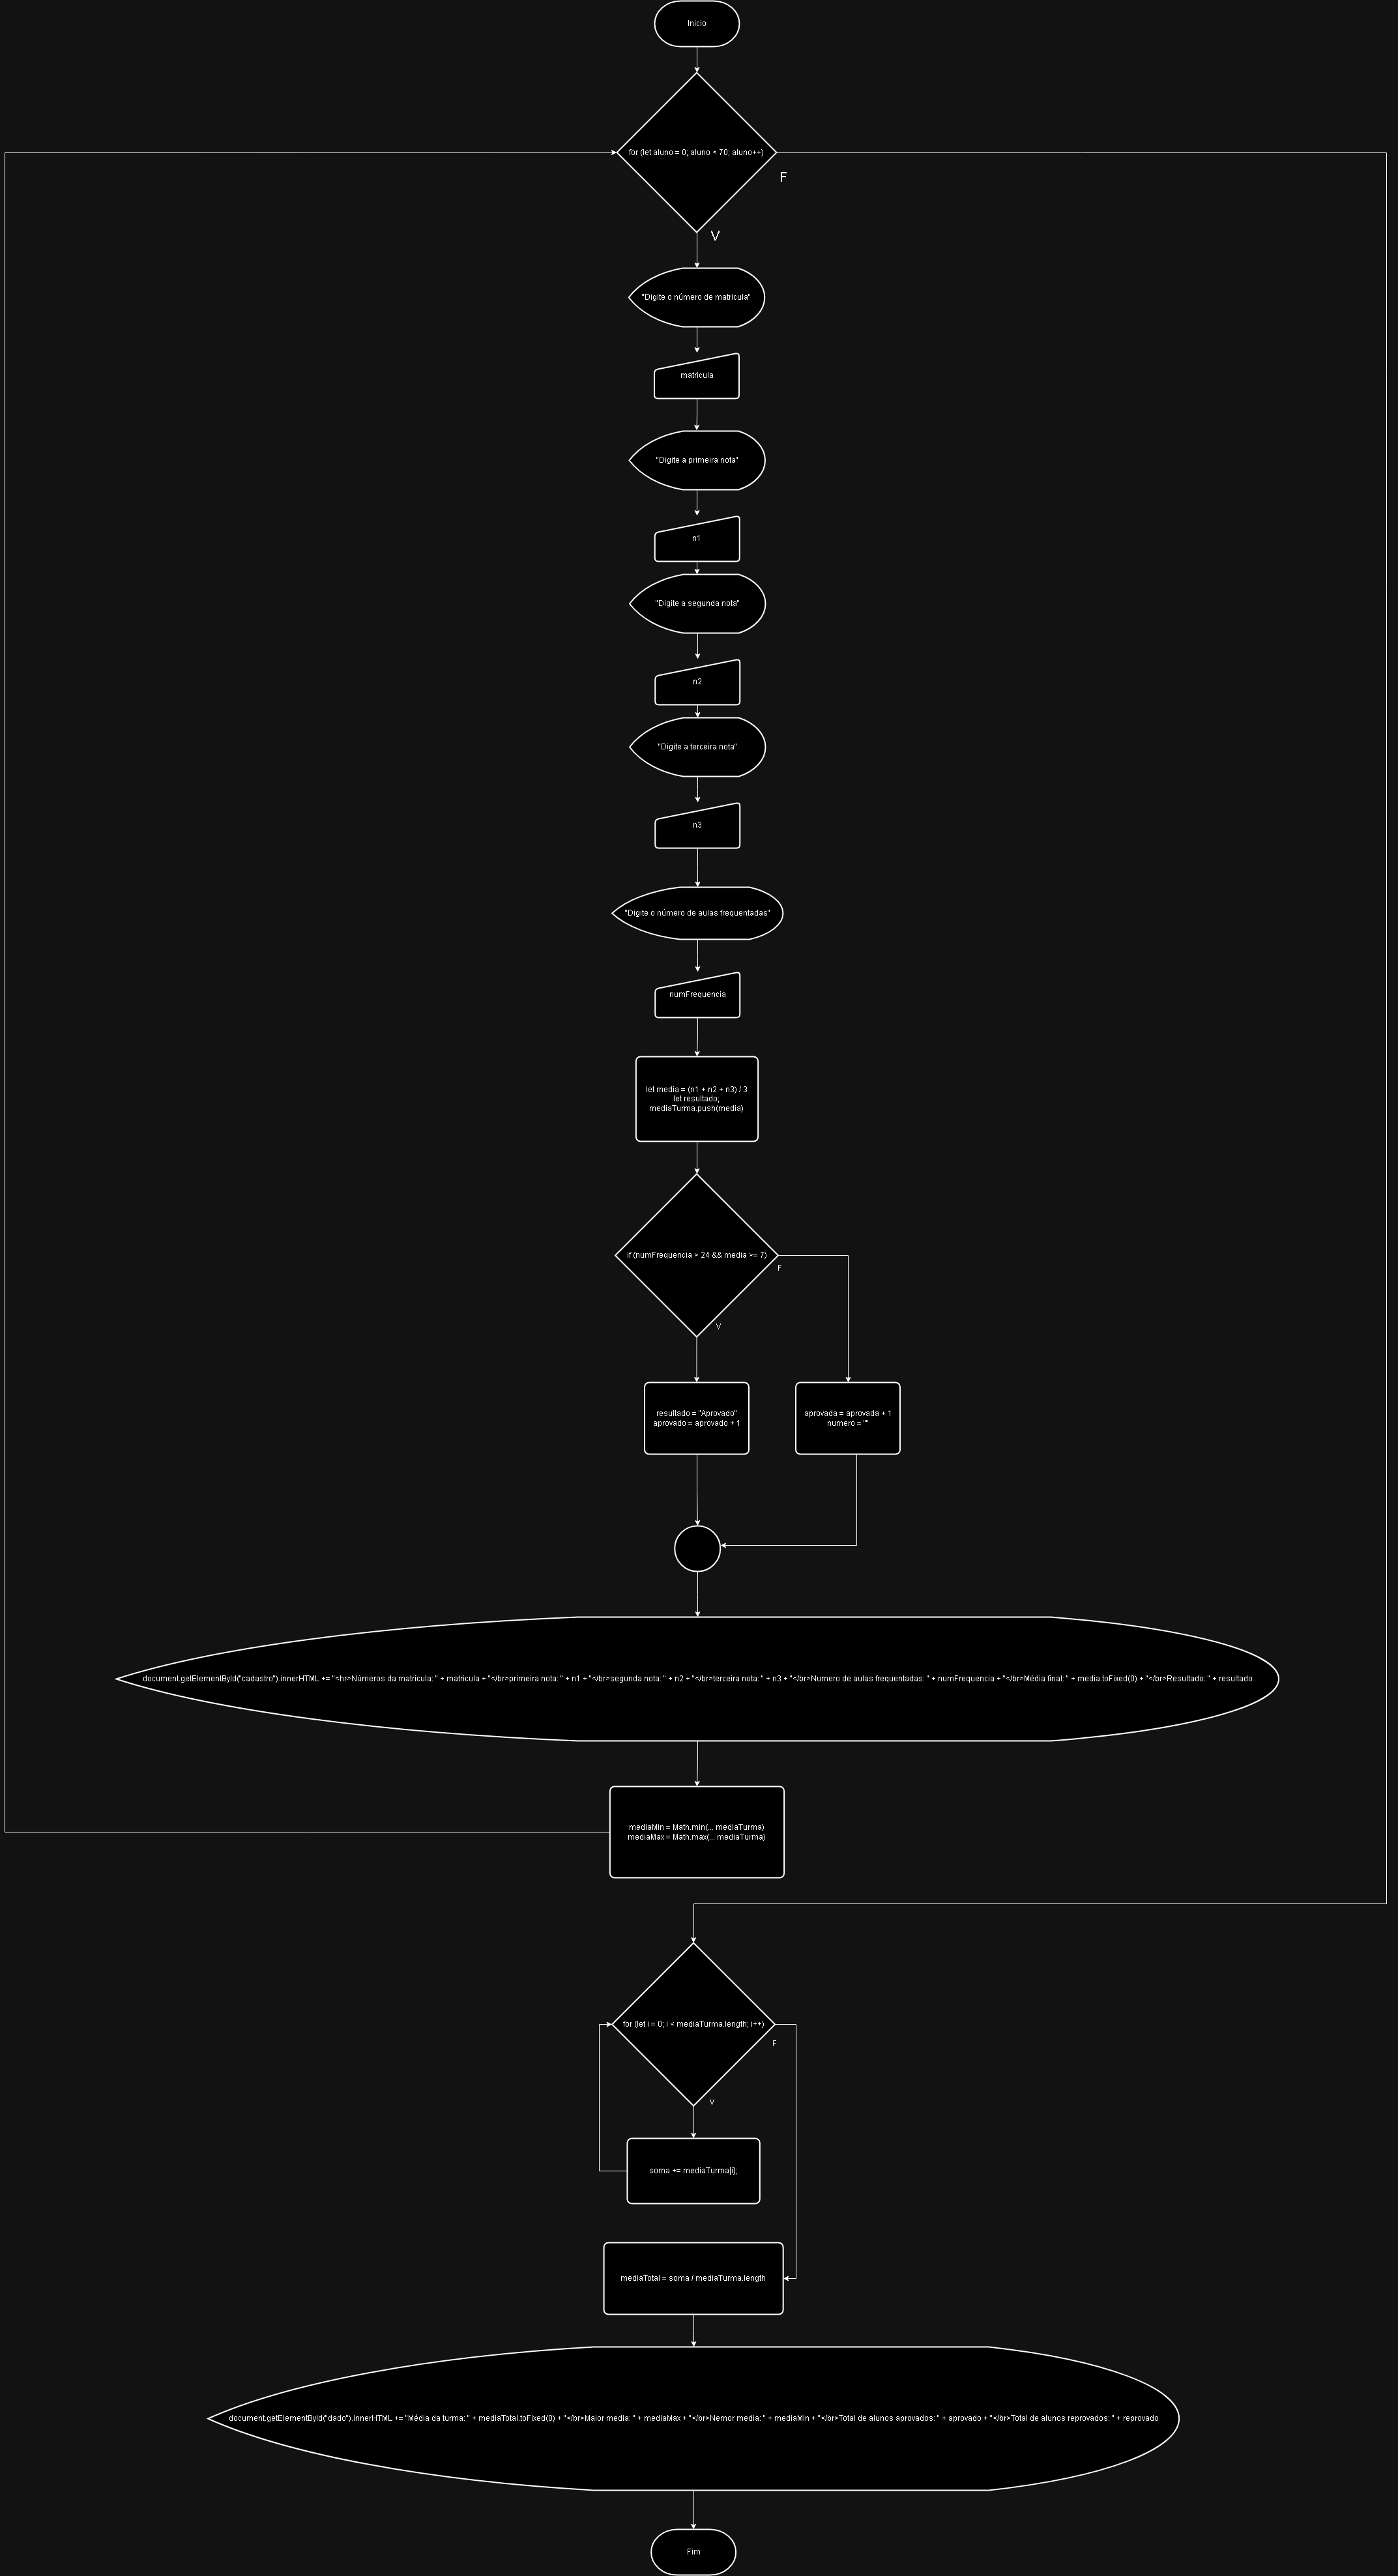 Inicio
for (let aluno = 0; aluno < 70; aluno++)
F
V
"Digite o número de matricula"
matricula
"Digite a primeira nota"
n1
"Digite a segunda nota"
n2
"Digite a terceira nota"
n3
"Digite o número de aulas frequentadas"
numFrequencia
let media = (n1 + n2 + n3) / 3
let resultado;
mediaTurma.push(media)
if (numFrequencia > 24 && media >= 7)
F
V
resultado = "Aprovado"
aprovado = aprovado + 1
aprovada = aprovada + 1
numero = ""
document.getElementById("cadastro").innerHTML += "<hr>Números da matrícula: " + matricula + "</br>primeira nota: " + n1 + "</br>segunda nota: " + n2 + "</br>terceira nota: " + n3 + "</br>Numero de aulas frequentadas: " + numFrequencia + "</br>Média final: " + media.toFixed(0) + "</br>Resultado: " + resultado
mediaMin = Math.min(... mediaTurma)
mediaMax = Math.max(... mediaTurma)
for (let i = 0; i < mediaTurma.length; i++)
F
V
soma += mediaTurma[i];
mediaTotal = soma / mediaTurma.length
document.getElementById("dado").innerHTML += "Média da turma: " + mediaTotal.toFixed(0) + "</br>Maior media: " + mediaMax + "</br>Nemor media: " + mediaMin + "</br>Total de alunos aprovados: " + aprovado + "</br>Total de alunos reprovados: " + reprovado
Fim